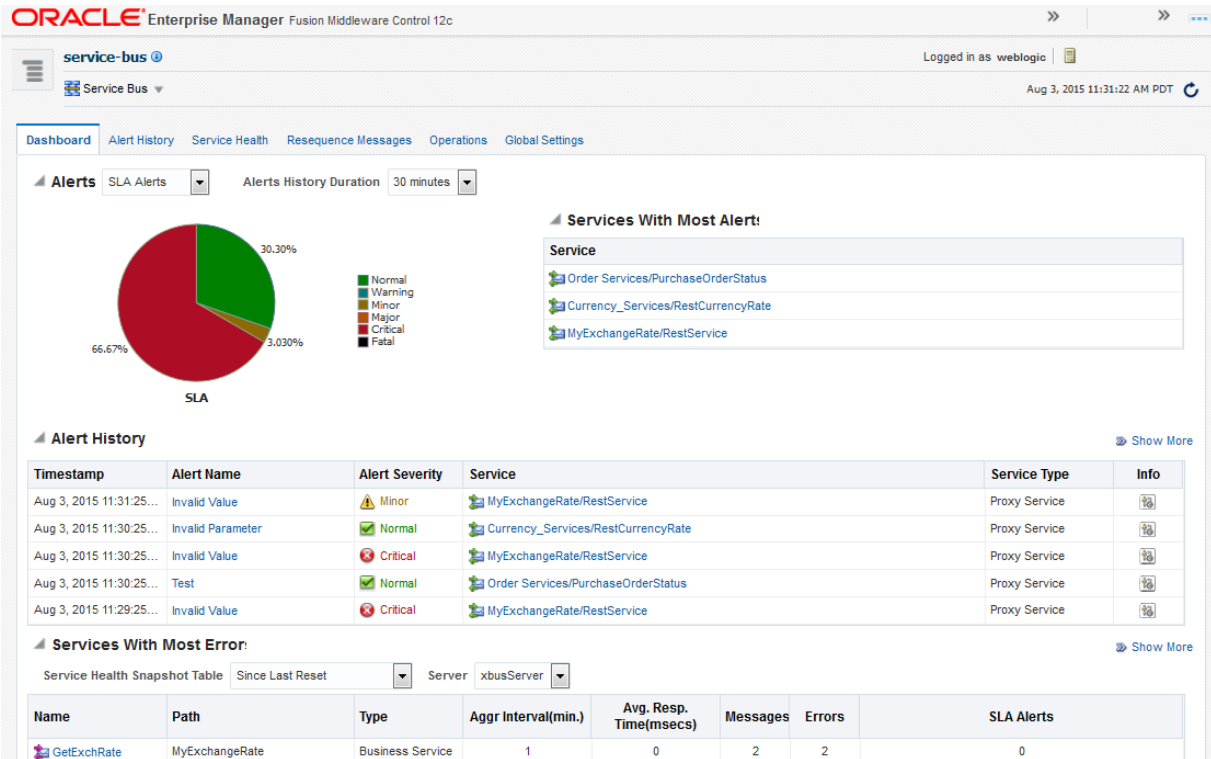 ORACLE Enterprise Manager Fusion Middleware Control 12c
service-bus
Logged in as weblogic
Service Bus
Aug 3, 2015 11:31:22 AM PDT
Dashboard Alert History Service Health Resequence Messages Operations Global Settings
Alerts SLA Alerts Alerts History Duration 30 minutes
30.30%
3.030%
66.67%
SLA
Normal
Warning
Minor
Major
Critical
Fatal
Services With Most Alerts
Service
Order Services/PurchaseOrderStatus
Currency_Services/RestCurrencyRate
MyExchangeRate/RestService
Alert History
Show More
Timestamp Alert Name Alert Severity Service Service Type Info
Aug 3, 2015 11:31:25... Invalid Value Minor MyExchangeRate/RestService Proxy Service
Aug 3, 2015 11:30:25... Invalid Parameter Normal Currency_Services/RestCurrencyRate Proxy Service
Aug 3, 2015 11:30:25... Invalid Value Critical MyExchangeRate/RestService Proxy Service
Aug 3, 2015 11:30:25... Test Normal Order Services/PurchaseOrderStatus Proxy Service
Aug 3, 2015 11:29:25... Invalid Value Critical MyExchangeRate/RestService Proxy Service
Services With Most Errors
Show More
Service Health Snapshot Table Since Last Reset Server xbusServer
Name Path Type Aggr Interval(min.) Avg. Resp. Time(msecs) Messages Errors SLA Alerts
GetExchRate MyExchangeRate Business Service 1 0 2 2 0